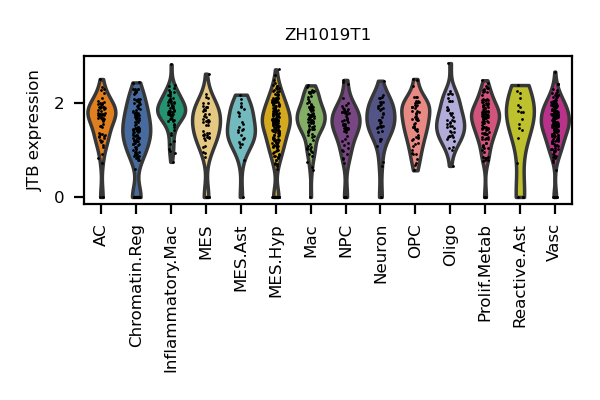 ZH1019T1
JTB expression
2
0
AC
Chromatin.Reg
Inflammatory.Mac
MES
MES.Ast
MES.Hyp
Mac
NPC
Neuron
OPC
Oligo
Prolif.Metab
Reactive.Ast
Vasc